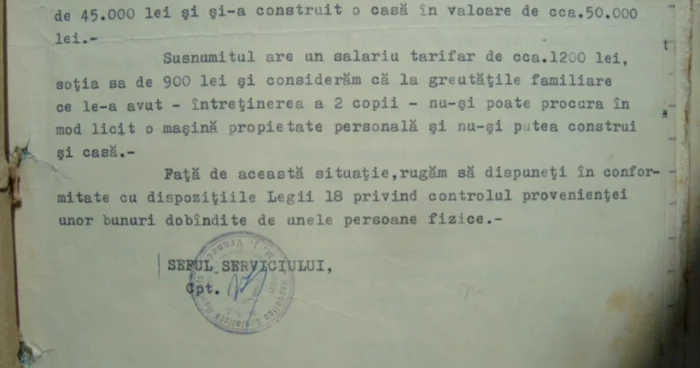 de 45.000 lei şi şi-a construit o casă în valoare de cca.50.000
lei.-
Susnumitul are un salariu tarifar de cca.1200 lei,
soţia sa de 900 lei şi considerăm că la greutăţile familiare
ce le-a avut - întreţinerea a 2 copii - nu-şi poate procura în
mod licit o maşină propietate personală şi nu-şi putea construi
şi casă.-
Faţă de această situaţie,rugăm să dispuneţi în confor-
mitate cu dispoziţiile Legii 18 privind controlul provenienţei
unor bunuri dobîndite de unele persoane fizice.-
SEFUL SERVICIULUI,
Cpt.